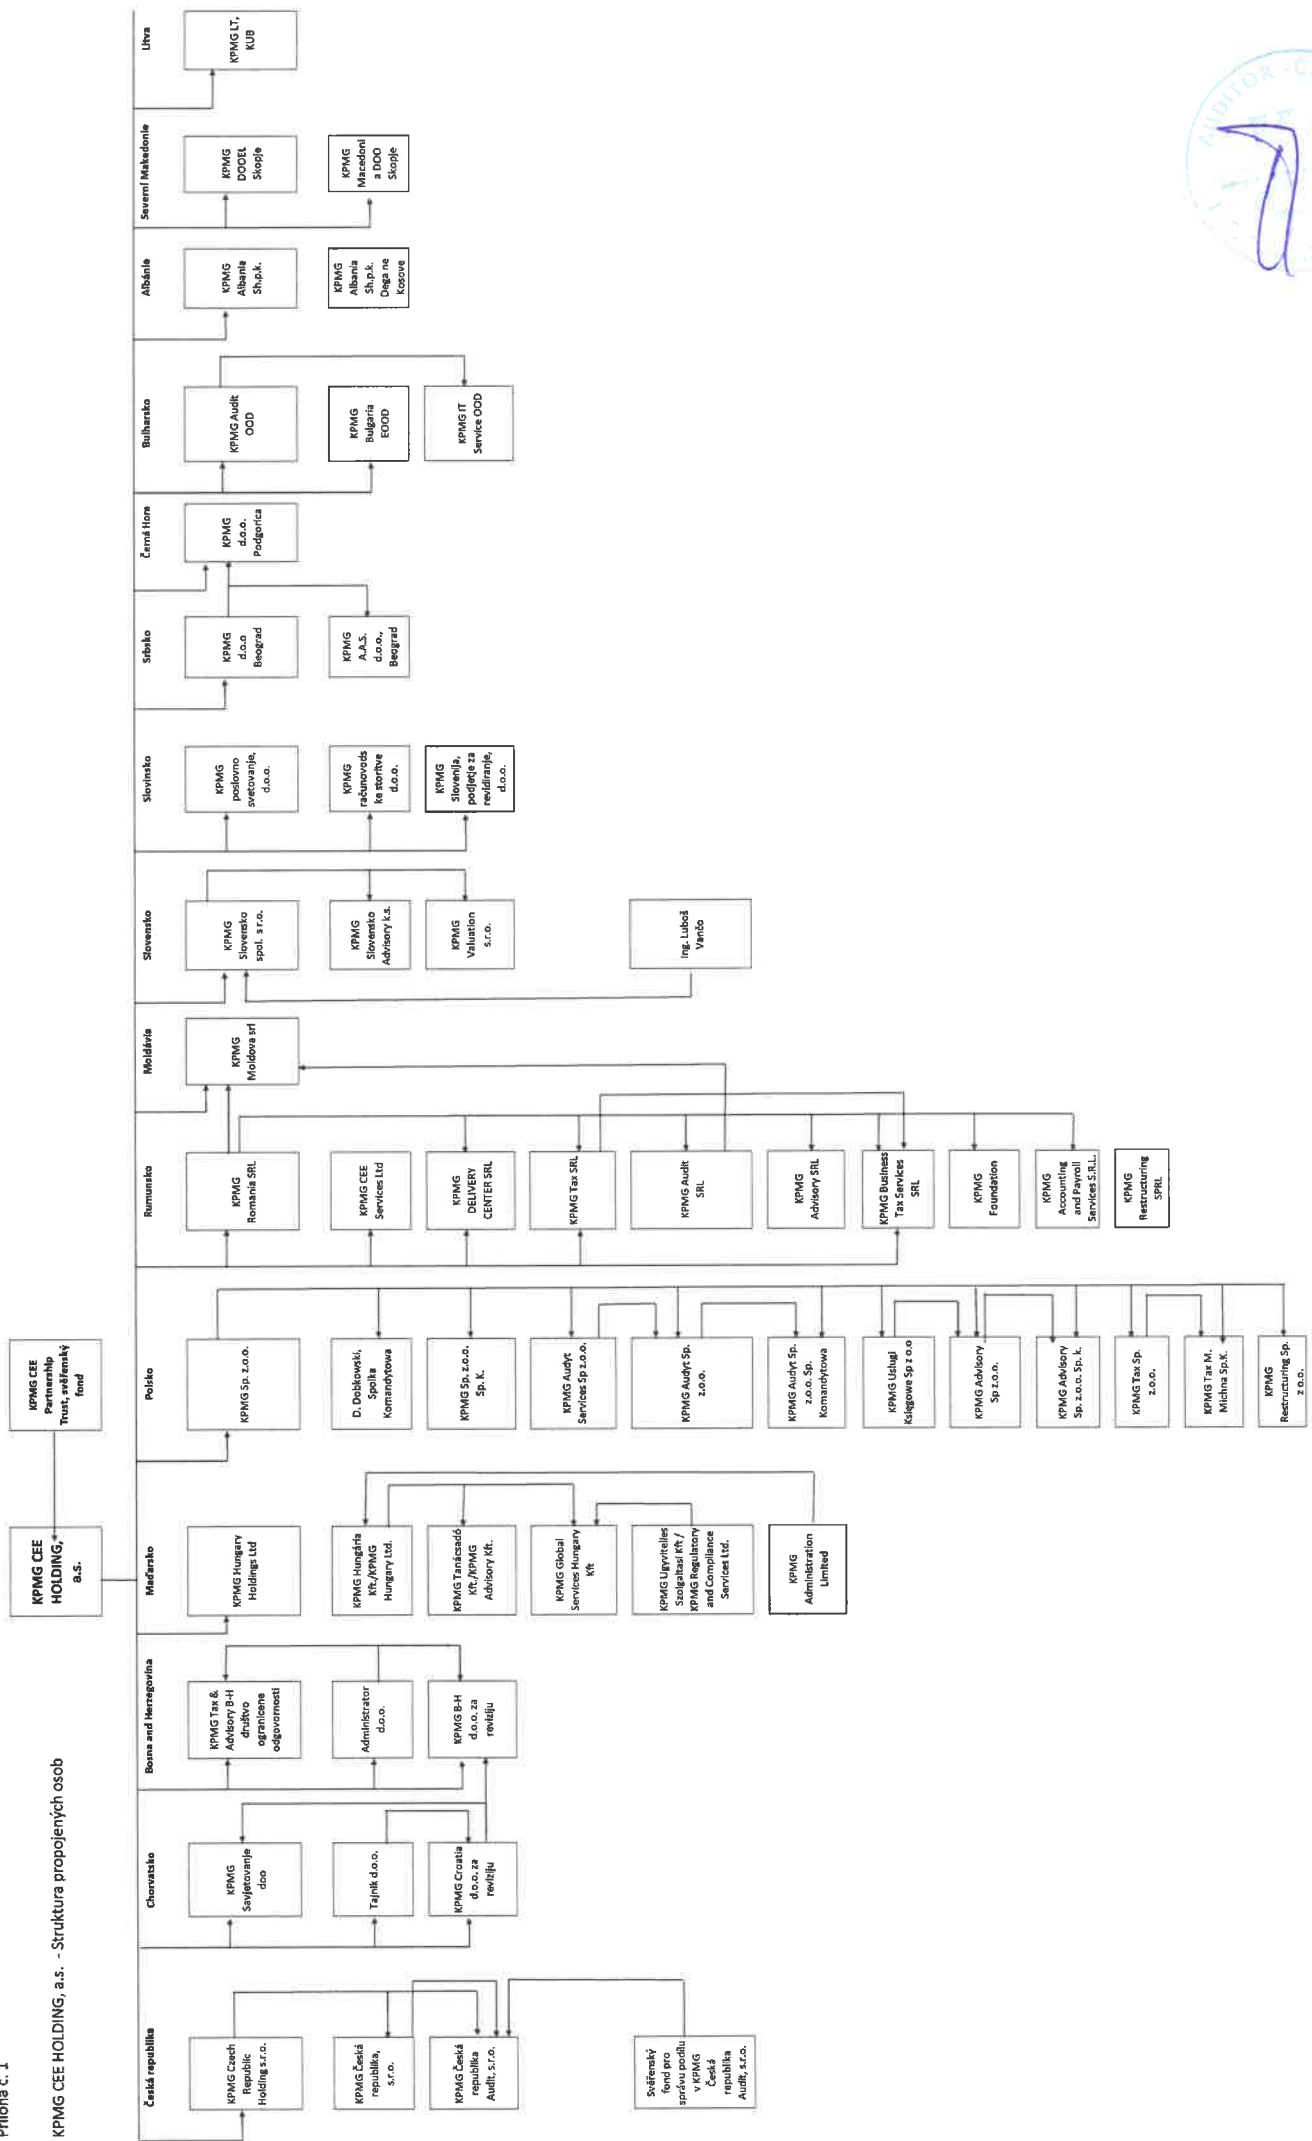 Příloha č. 1
KPMG CEE HOLDING, a.s. - Struktura propojených osob
KPMG CEE
HOLDING,
a.s.
KPMG CEE
Partnership
Trust, svěřenský
fond
Česká republika
KPMG Czech
Republic
Holding s.r.o.
KPMG Česká
republika,
s.r.o.
KPMG Česká
republika
Audit, s.r.o.
Svěřenský
fond pro
správu podílu
v KPMG
Česká
republika
Audit, s.r.o.
Chorvatsko
KPMG
Savjetovanje
doo
Tajnik d.o.o.
KPMG Croatia
d.o.o. za
reviziju
Bosna and Herzegovina
KPMG Tax &
Advisory B-H
društvo
ogranicene
odgovornosti
Administrator
d.o.o.
KPMG B-H
d.o.o. za
reviziju
Maďarsko
KPMG Hungary
Holdings Ltd
KPMG Hungária
Kft./KPMG
Hungary Ltd.
KPMG Tanácsadó
Kft./KPMG
Advisory Kft.
KPMG Global
Services Hungary
Kft
KPMG Ugyvitelies
Szolgaltasi Kft /
KPMG Regulatory
and Compliance
Services Ltd.
KPMG
Administration
Limited
Polsko
KPMG Sp. z.o.o.
D. Dobkowski,
Spolka
Komandytowa
KPMG Sp. z.o.o.
Sp. K.
KPMG Audyt
Services Sp z.o.o.
KPMG Audyt Sp.
z.o.o.
KPMG Audyt Sp.
z.o.o. Sp.
Komandytowa
KPMG Uslugi
Księgowe Sp z o.o
KPMG Advisory
Sp z.o.o.
KPMG Advisory
Sp. z.o.o. Sp. k.
KPMG Tax Sp.
z.o.o.
KPMG Tax M.
Michna Sp.K.
KPMG
Restructuring Sp.
z o.o.
Rumunsko
KPMG
Romania SRL
KPMG CEE
Services Ltd
KPMG
DELIVERY
CENTER SRL
KPMG Tax SRL
KPMG Audit
SRL
KPMG
Advisory SRL
KPMG Business
Tax Services
SRL
KPMG
Foundation
KPMG
Accounting
and Payroll
Services S.R.L.
KPMG
Restructuring
SPRL
Moldávia
KPMG
Moldova srl
Slovensko
KPMG
Slovensko
spol. s r.o.
KPMG
Slovensko
Advisory k.s.
KPMG
Valuation
s.r.o.
Ing. Luboš
Vančo
Slovinsko
KPMG
poslovno
svetovanje,
d.o.o.
KPMG
računovods
ke storitve
d.o.o.
KPMG
Slovenija,
podjetje za
revidiranje,
d.o.o.
Srbsko
KPMG
d.o.o
Beograd
KPMG
A.A.S.
d.o.o.,
Beograd
Černá Hora
KPMG
d.o.o.
Podgorica
Bulharsko
KPMG Audit
OOD
KPMG
Bulgaria
EOOD
KPMG IT
Service OOD
Albánie
KPMG
Albania
Sh.p.k.
KPMG
Albania
Sh.p.k.
Dega ne
Kosove
Severní Makedonie
KPMG
DOOEL
Skopje
KPMG
Macedoni
a DOO
Skopje
Litva
KPMG LT,
KUB
AUDITOR